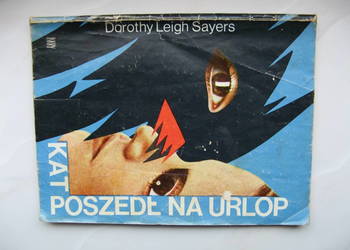 Dorothy Leigh Sayers
KAT
POSZEDŁ NA URLOP